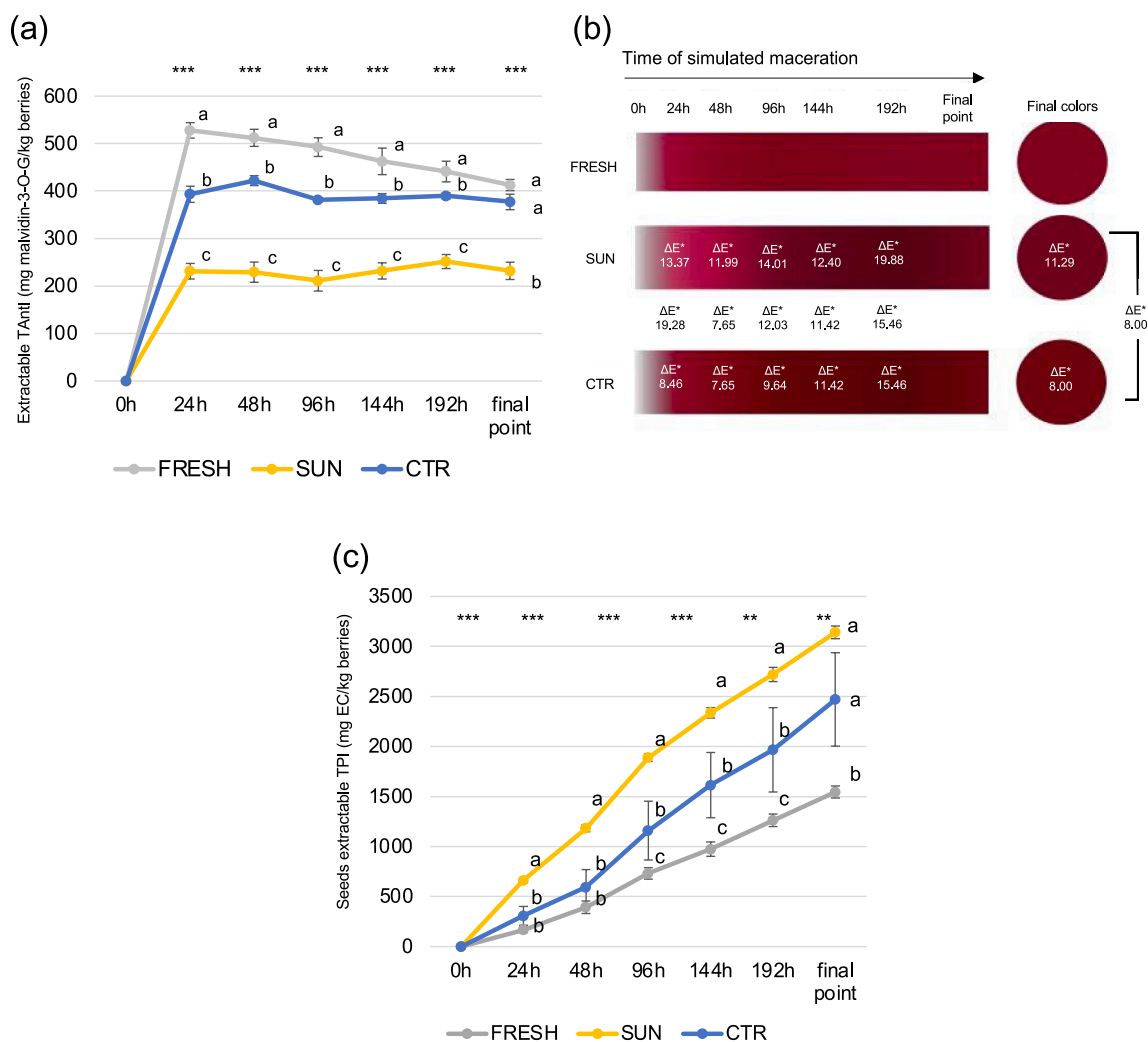 (a)
Extractable TAntI (mg malvidin-3-O-G/kg berries)
*** *** *** *** *** ***
600
500
400
300
200
100
0
a a a a a a
b b b b b a
c c c c c b
0h 24h 48h 96h 144h 192h final point
FRESH SUN CTR
(b)
Time of simulated maceration
0h 24h 48h 96h 144h 192h Final point
Final colors
FRESH
SUN
ΔE* ΔE* ΔE* ΔE* ΔE* ΔE*
13.37 11.99 14.01 12.40 19.88 11.29
ΔE* ΔE* ΔE* ΔE* ΔE*
19.28 7.65 12.03 11.42 15.46
ΔE*
8.00
CTR
ΔE* ΔE* ΔE* ΔE* ΔE* ΔE*
8.46 7.65 9.64 11.42 15.46 8.00
(c)
Seeds extractable TPI (mg EC/kg berries)
*** *** *** *** ** **
3500
3000
2500
2000
1500
1000
500
0
a a a a a a
b b b b b a
b b c c c b
0h 24h 48h 96h 144h 192h final point
FRESH SUN CTR